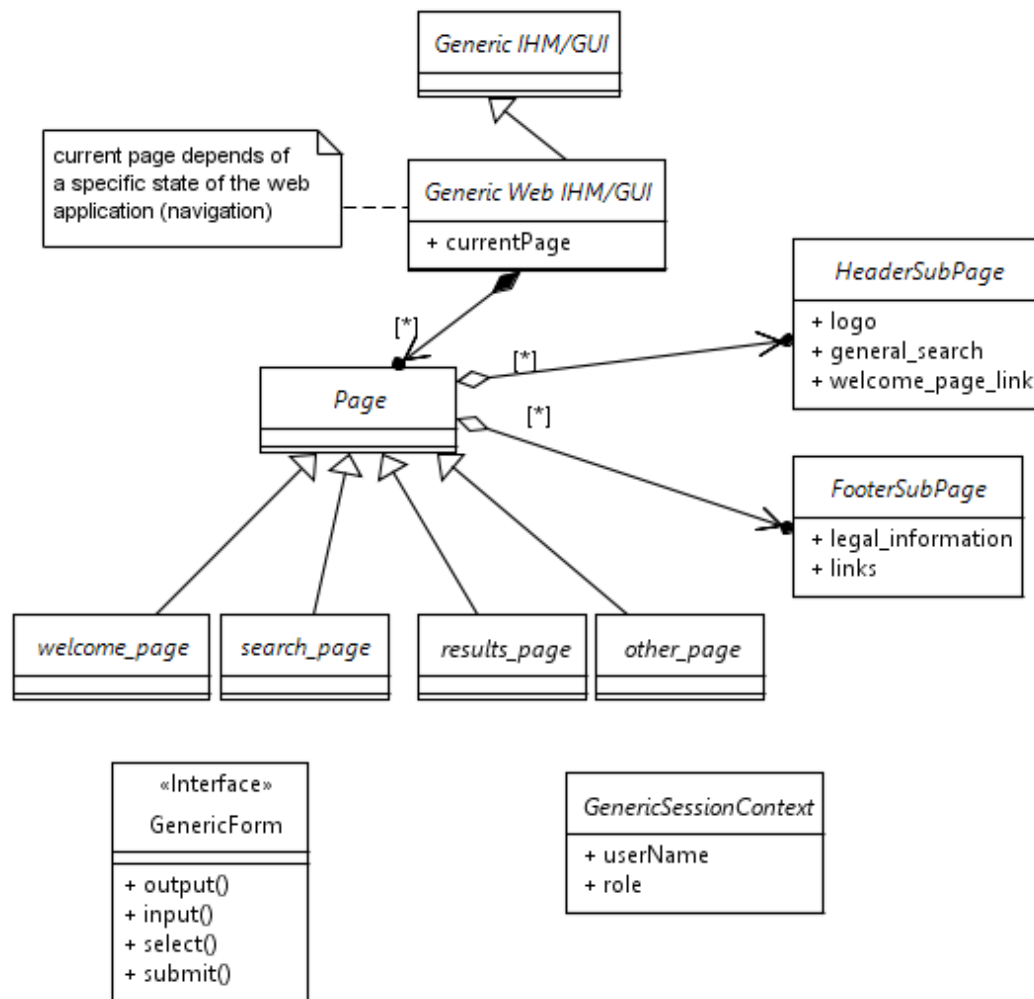 Generic IHM/GUI
current page depends of
a specific state of the web
application (navigation)
Generic Web IHM/GUI
+ currentPage
HeaderSubPage
+ logo
+ general_search
+ welcome_page_link
[*]
[*]
Page
[*]
FooterSubPage
+ legal_information
+ links
welcome_page
search_page
results_page
other_page
«Interface»
GenericForm
+ output()
+ input()
+ select()
+ submit()
GenericSessionContext
+ userName
+ role